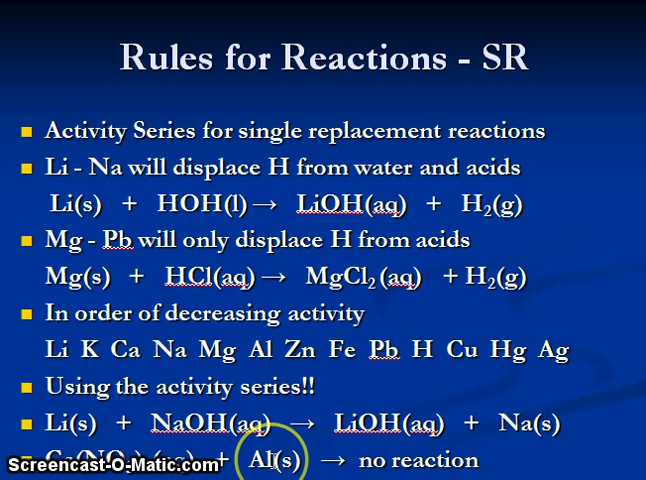 Rules for Reactions - SR
Activity Series for single replacement reactions
Li - Na will displace H from water and acids
Li(s) + HOH(l) → LiOH(aq) + H₂(g)
Mg - Pb will only displace H from acids
Mg(s) + HCl(aq) → MgCl₂ (aq) + H₂(g)
In order of decreasing activity
Li K Ca Na Mg Al Zn Fe Pb H Cu Hg Ag
Using the activity series!!
Li(s) + NaOH(aq) → LiOH(aq) + Na(s)
+ Al(s) → no reaction
Screencast-O-Matic.com